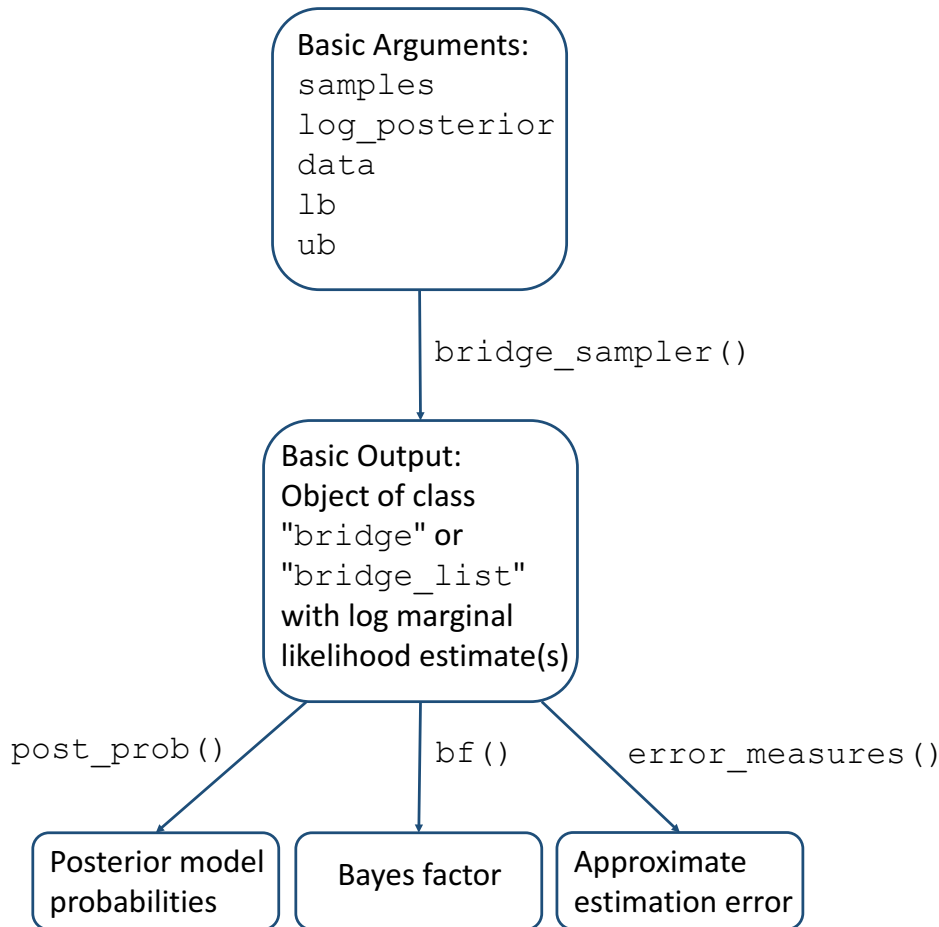 Basic Arguments:
samples
log_posterior
data
lb
ub
bridge_sampler()
Basic Output:
Object of class
"bridge" or
"bridge_list"
with log marginal
likelihood estimate(s)
post_prob()
bf()
error_measures()
Posterior model
probabilities
Bayes factor
Approximate
estimation error